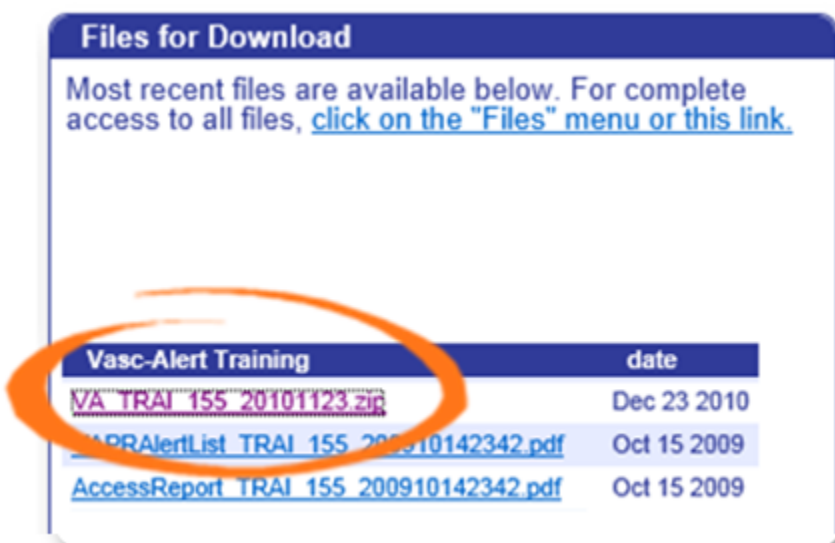 Files for Download
Most recent files are available below. For complete
access to all files, click on the "Files" menu or this link.
Vasc-Alert Training date
VA_TRAI_155_20101123.zip Dec 23 2010
TRAI_155_200910142342.pdf Oct 15 2009
AccessReport_TRAI_155_200910142342.pdf Oct 15 2009